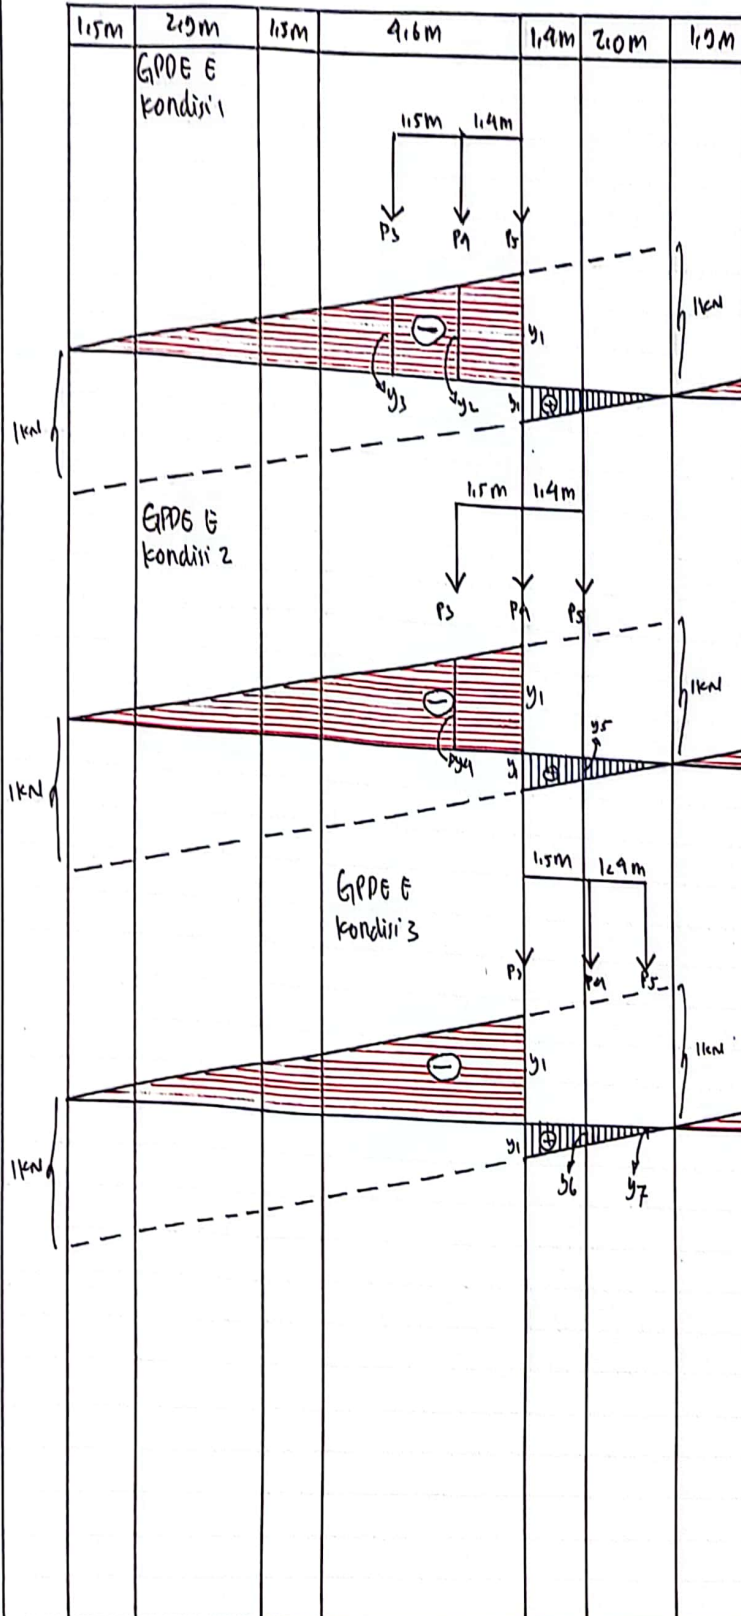 1,5m 2,9m 1,5m 4,6m 1,4m 2,0m 1,9m
GPDE E
kondisi 1
1,5m 1,4m
P3 P4 P5
1kN
-
y1
y3 y2 y1 +
1kN
GPDE E
kondisi 2
1,5m 1,4m
P3 P4 P5
1kN
-
y1
y5
y4 y1 +
1kN
GPDE E
kondisi 3
1,5m 1,4m
P3 P4 P5
1kN
-
y1
y1 +
1kN
y6 y7